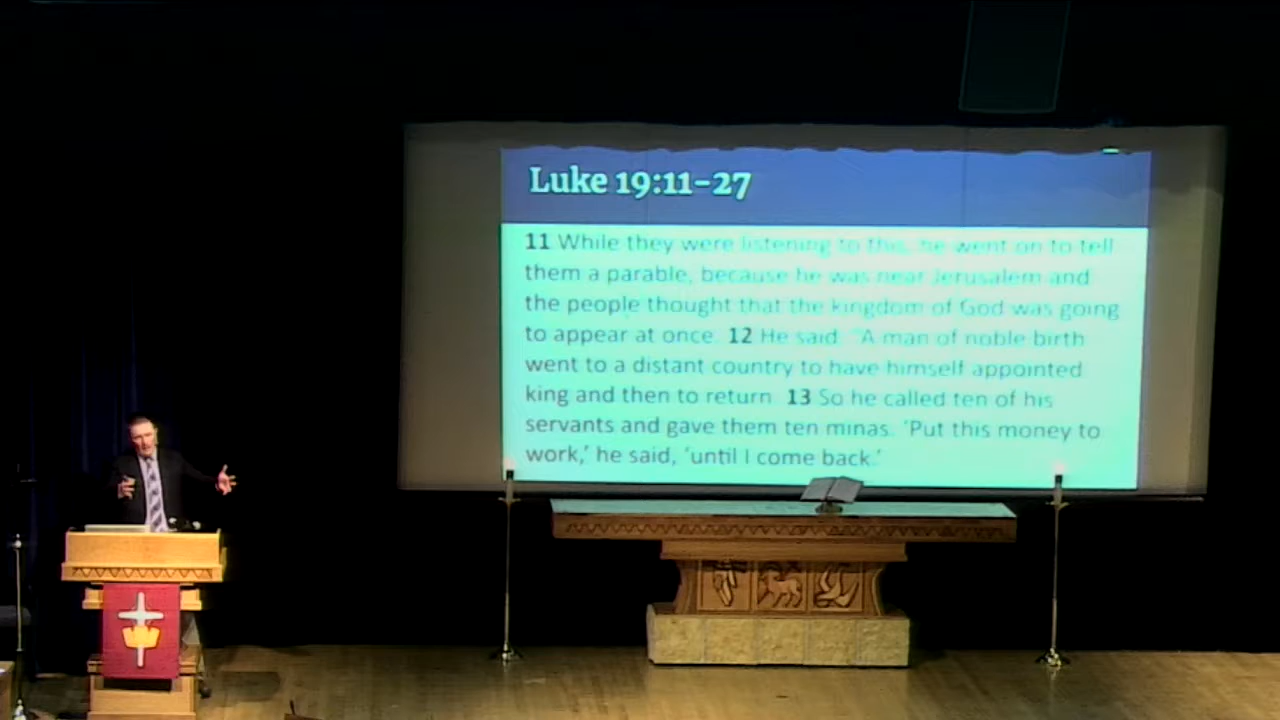 Luke 19:11-27
11 While they were listening to this, he went on to tell
them a parable, because he was near Jerusalem and
the people thought that the kingdom of God was going
to appear at once. 12 He said: "A man of noble birth
went to a distant country to have himself appointed
king and then to return. 13 So he called ten of his
servants and gave them ten minas. 'Put this money to
work,' he said, 'until I come back.'